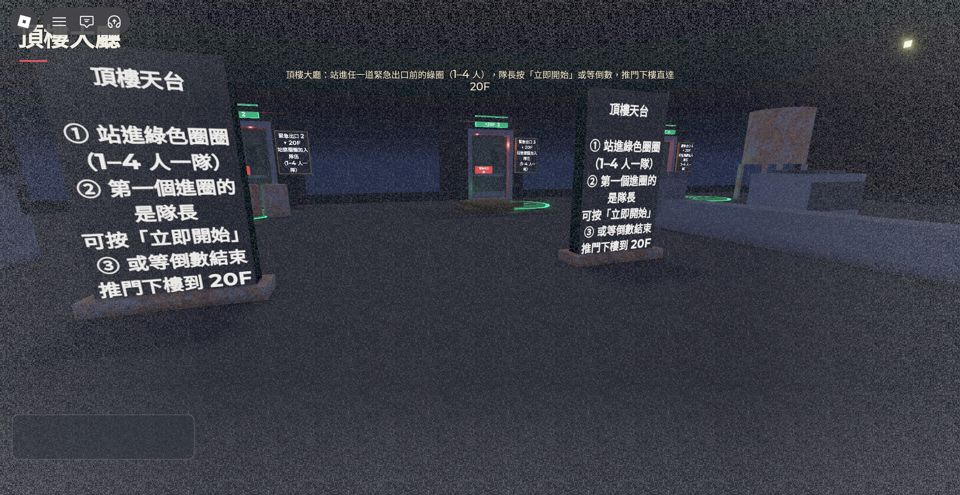 頂樓大廳
頂樓大廳：站進任一道緊急出口前的綠圈（1–4 人），隊長按「立即開始」或等倒數，推門下樓直達
20F
頂樓天台
① 站進綠色圈圈
（1–4 人一隊）
② 第一個進圈的
是隊長
可按「立即開始」
③ 或等倒數結束
推門下樓到 20F
緊急出口 2
頂樓天台
① 站進綠色圈圈
（1–4 人一隊）
② 第一個進圈的
是隊長
可按「立即開始」
③ 或等倒數結束
推門下樓到 20F